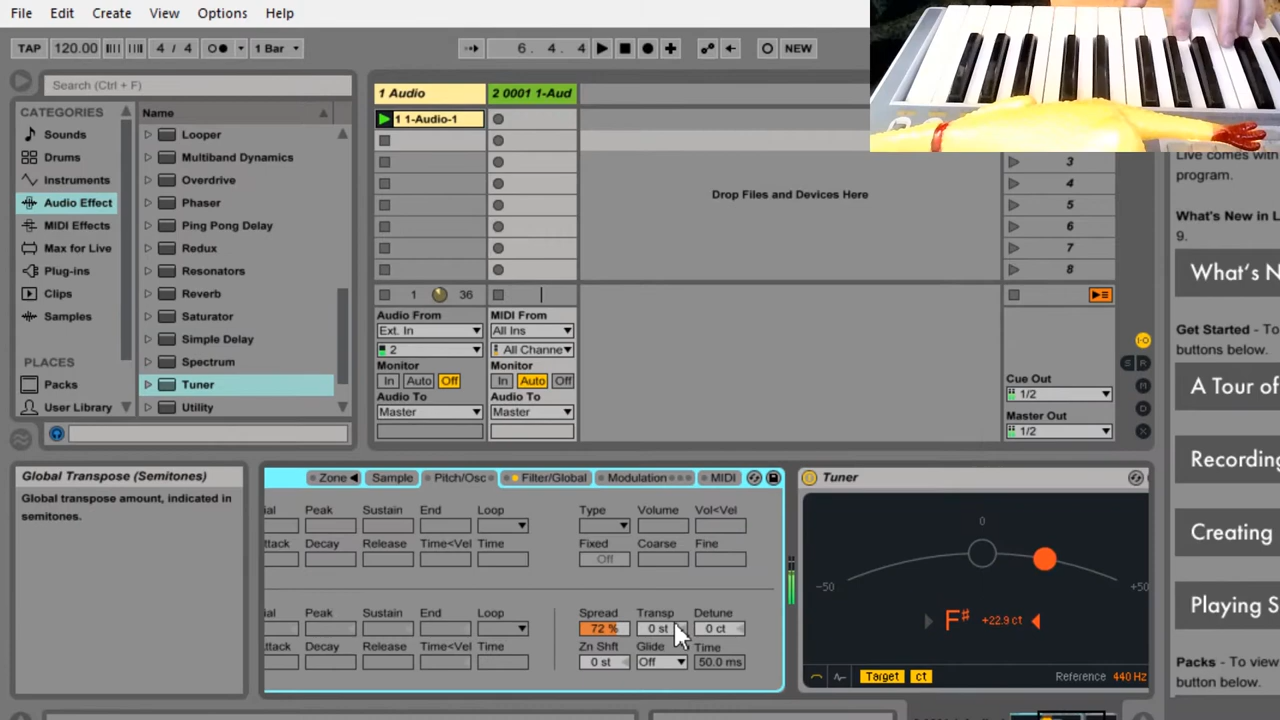 File Edit Create View Options Help
TAP 120.00 4 / 4 1 Bar 6. 4. 4 NEW
Search (Ctrl + F)
CATEGORIES
Sounds
Drums
Instruments
Audio Effect
MIDI Effects
Max for Live
Plug-ins
Clips
Samples
PLACES
Packs
User Library
Name
Looper
Multiband Dynamics
Overdrive
Phaser
Ping Pong Delay
Redux
Resonators
Reverb
Saturator
Simple Delay
Spectrum
Tuner
Utility
1 Audio 2 0001 1-Aud
1 1-Audio-1
Drop Files and Devices Here
3
4
5
6
7
8
1 36
Audio From MIDI From
Ext. In All Ins
2 All Channe
Monitor Monitor
In Auto Off In Auto Off
Audio To Audio To
Master Master
Cue Out
1/2
Master Out
1/2
I·O
S R
M
D
X
Live comes with
program.
What's New in L
9.
What's N
Get Started - To
buttons below.
A Tour of
Recording
Creating
Playing S
Packs - To view
button below.
Global Transpose (Semitones)
Global transpose amount, indicated in
semitones.
Zone Sample Pitch/Osc Filter/Global Modulation MIDI
ial Peak Sustain End Loop Type Volume Vol<Vel
ttack Decay Release Time<Vel Time Fixed Coarse Fine
Off
ial Peak Sustain End Loop Spread Transp Detune
72 % 0 st 0 ct
ttack Decay Release Time<Vel Time Zn Shft Glide Time
0 st Off 50.0 ms
Tuner
0
-50 +50
F♯ +22.9 ct
Target ct Reference 440 Hz